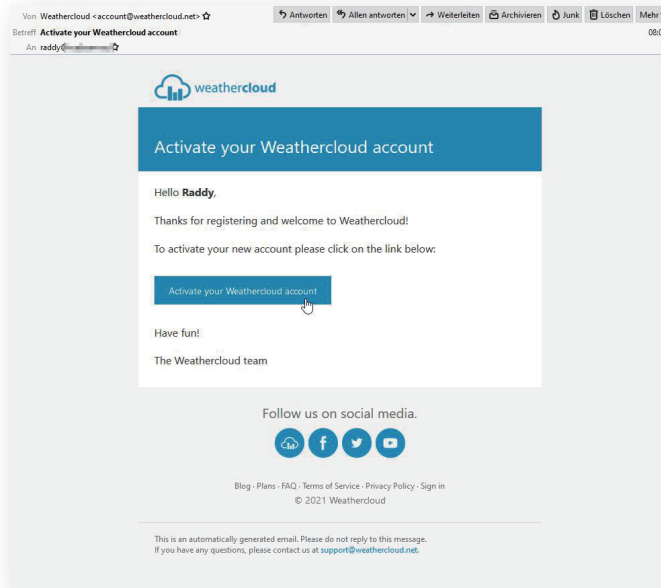 Von Weathercloud <account@weathercloud.net>
Antworten Allen antworten Weiterleiten Archivieren Junk Löschen Mehr
Betreff Activate your Weathercloud account
08:0
An raddy@
weathercloud
Activate your Weathercloud account
Hello Raddy,
Thanks for registering and welcome to Weathercloud!
To activate your new account please click on the link below:
Activate your Weathercloud account
Have fun!
The Weathercloud team
Follow us on social media.
Blog · Plans · FAQ · Terms of Service · Privacy Policy · Sign in
© 2021 Weathercloud
This is an automatically generated email. Please do not reply to this message.
If you have any questions, please contact us at support@weathercloud.net.